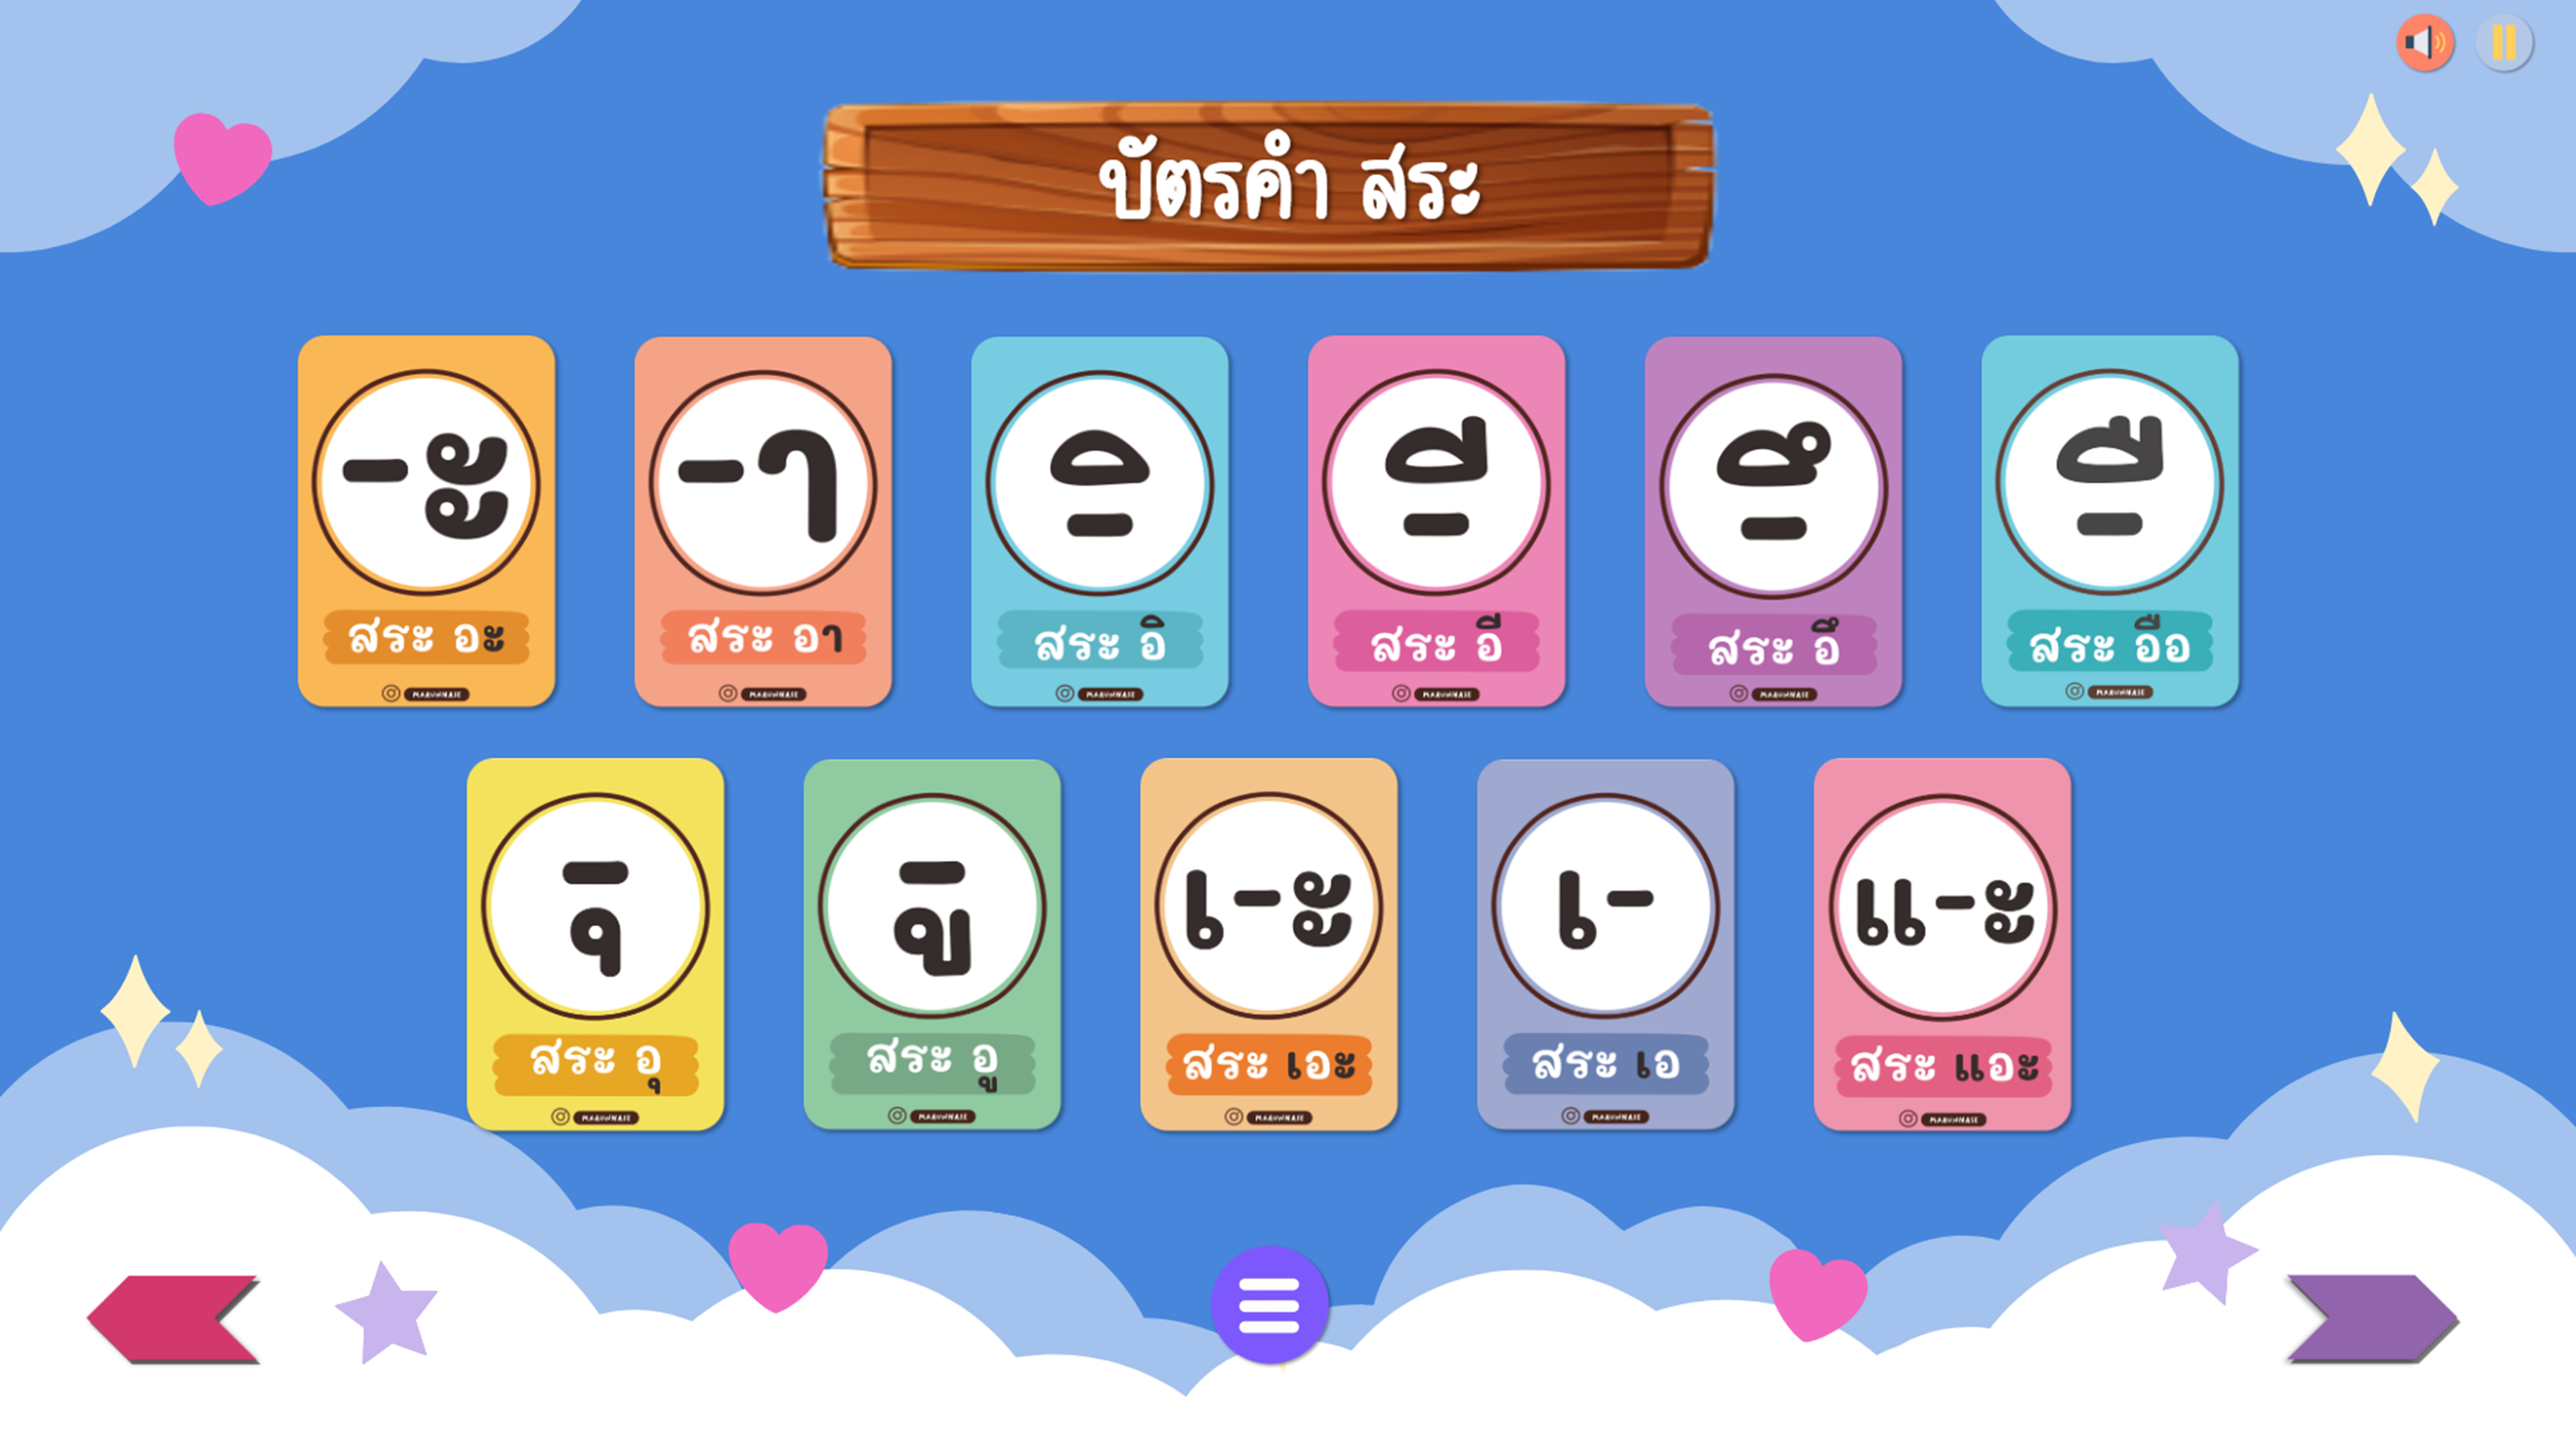 บัตรคำ สระ
-ะ
-า
-ิ
-ี
-ึ
-ื
สระ อะ
สระ อา
สระ อิ
สระ อี
สระ อึ
สระ อือ
-ุ
-ู
เ-ะ
เ-
แ-ะ
สระ อุ
สระ อู
สระ เอะ
สระ เอ
สระ แอะ